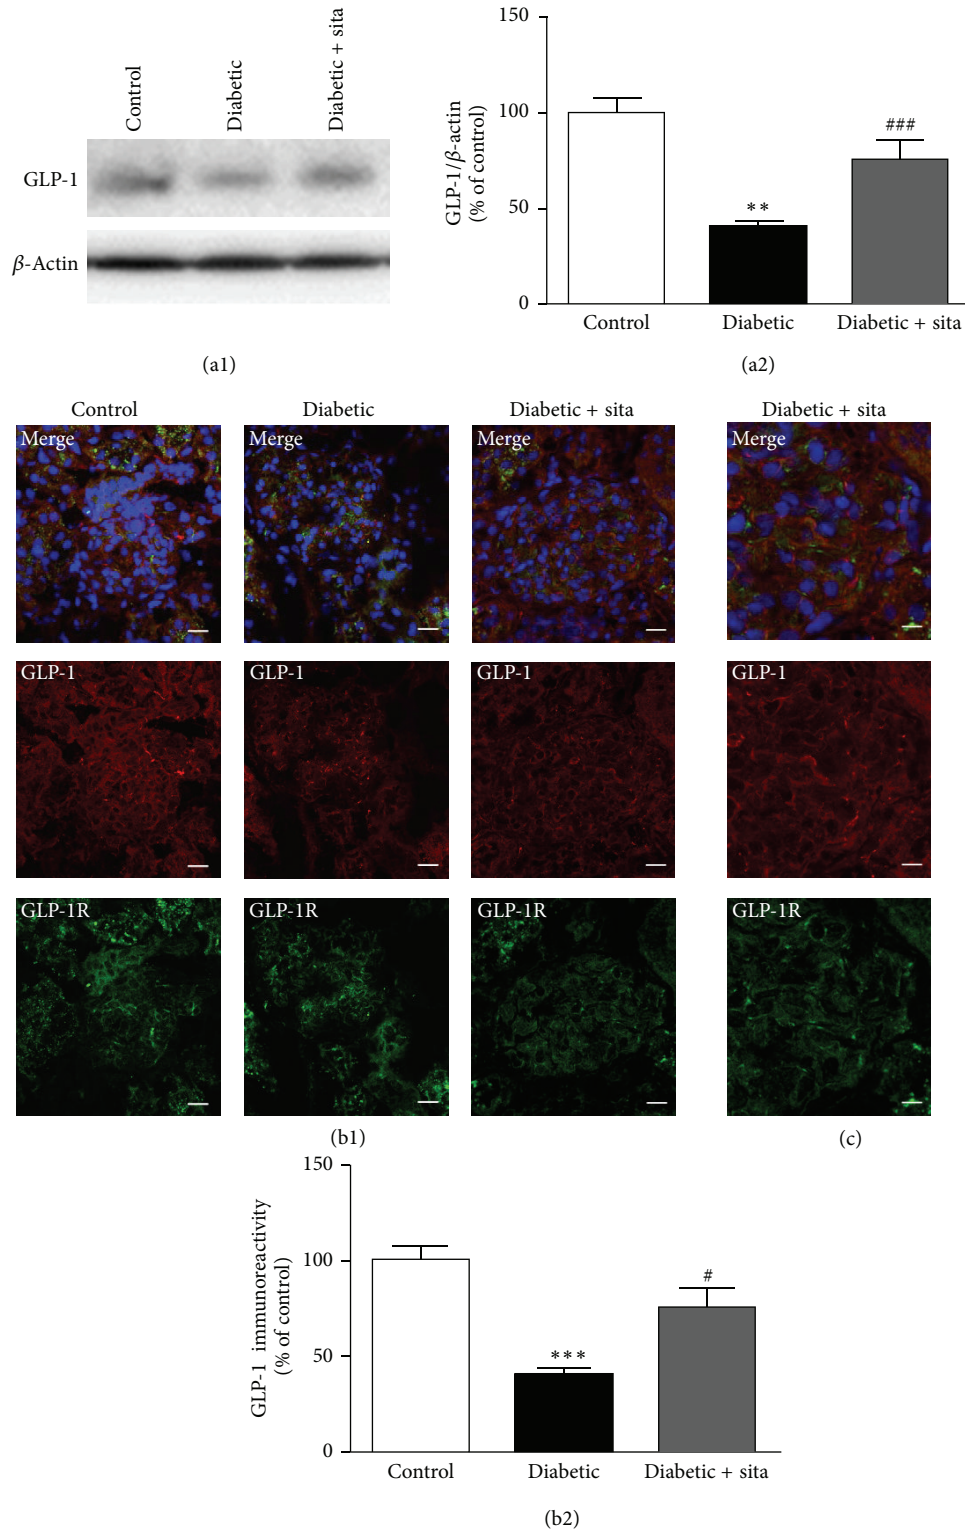 Control
Diabetic
Diabetic + sita
GLP-1
β-Actin
(a1)
150
100
50
0
GLP-1/β-actin
(% of control)
**
###
Control
Diabetic
Diabetic + sita
(a2)
Control
Diabetic
Diabetic + sita
Diabetic + sita
Merge
Merge
Merge
Merge
GLP-1
GLP-1
GLP-1
GLP-1
GLP-1R
GLP-1R
GLP-1R
GLP-1R
(b1)
(c)
150
100
50
0
GLP-1 immunoreactivity
(% of control)
***
#
Control
Diabetic
Diabetic + sita
(b2)